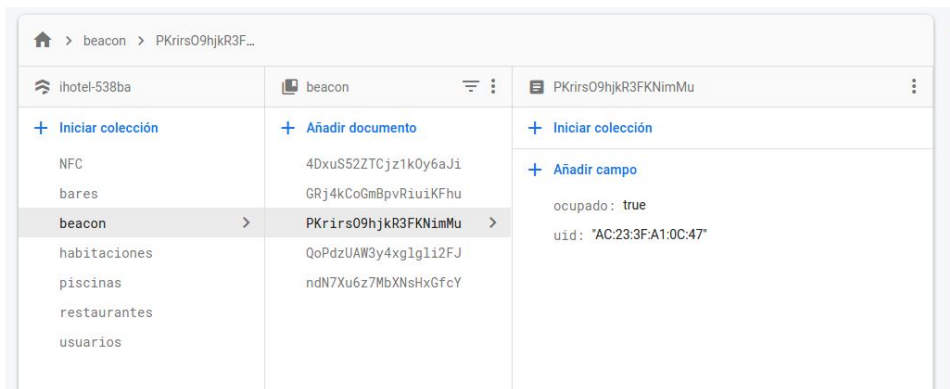 beacon > PKrirsO9hjkR3F...
ihotel-538ba
Iniciar colección
NFC
bares
beacon
habitaciones
piscinas
restaurantes
usuarios
beacon
Añadir documento
4DxuS52ZTCjz1kOy6aJi
GRj4kCoGmBpvRiuiKFhu
PKrirsO9hjkR3FKNimMu
QoPdzUAW3y4xglgli2FJ
ndN7Xu6z7MbXNsHxGfcY
PKrirsO9hjkR3FKNimMu
Iniciar colección
Añadir campo
ocupado: true
uid: "AC:23:3F:A1:0C:47"